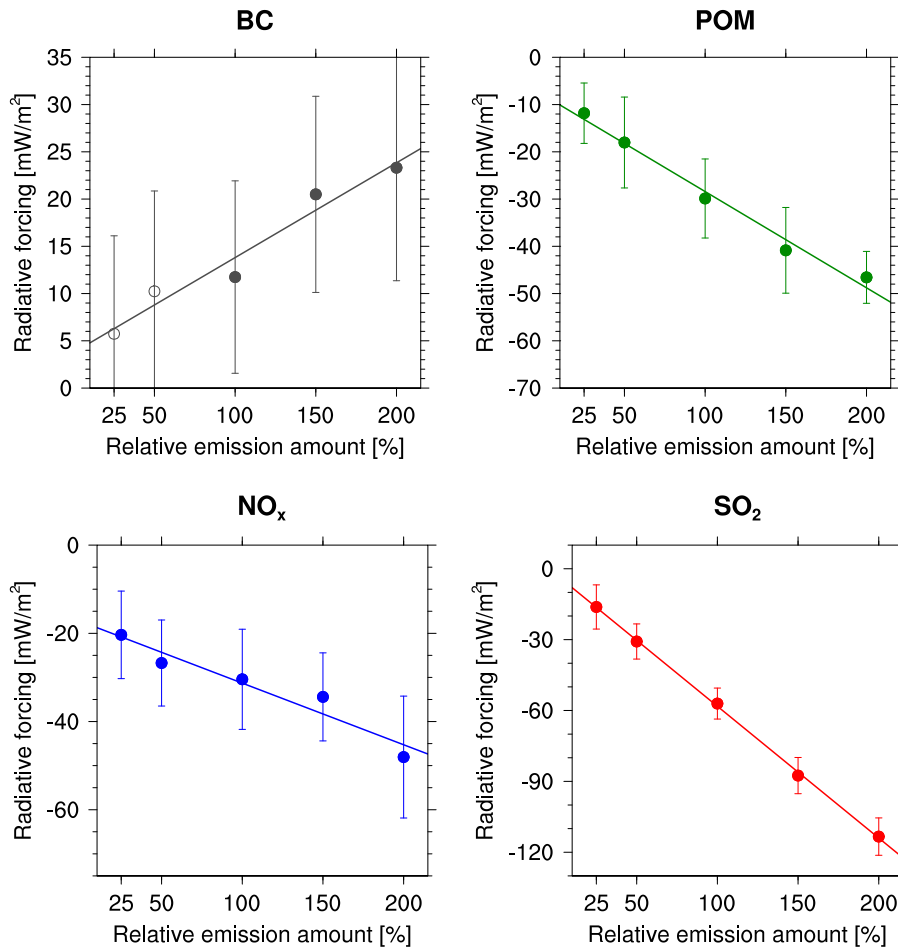 BC
35
30
25
20
15
10
5
0
Radiative forcing [mW/m²]
25 50 100 150 200
Relative emission amount [%]
POM
0
-10
-20
-30
-40
-50
-60
-70
Radiative forcing [mW/m²]
25 50 100 150 200
Relative emission amount [%]
NOₓ
0
-20
-40
-60
Radiative forcing [mW/m²]
25 50 100 150 200
Relative emission amount [%]
SO₂
0
-30
-60
-90
-120
Radiative forcing [mW/m²]
25 50 100 150 200
Relative emission amount [%]